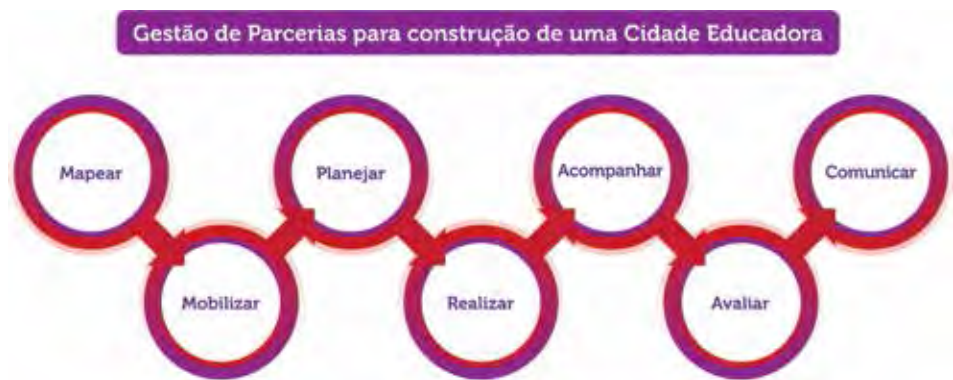 Gestão de Parcerias para construção de uma Cidade Educadora
Mapear
Mobilizar
Planejar
Realizar
Acompanhar
Avaliar
Comunicar